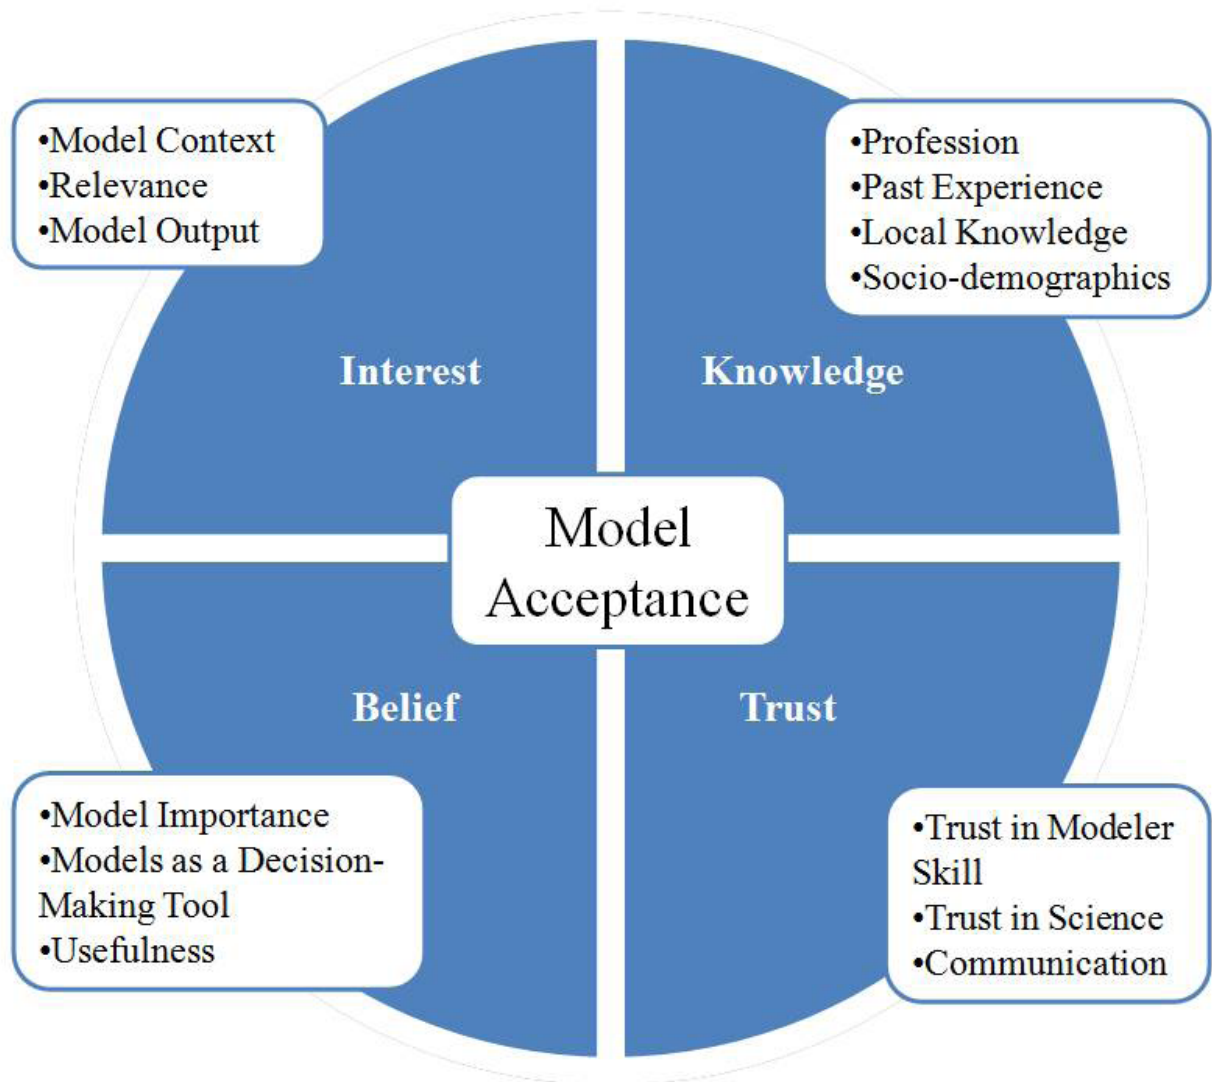 •Model Context
•Relevance
•Model Output
•Profession
•Past Experience
•Local Knowledge
•Socio-demographics
Interest
Knowledge
Model
Acceptance
Belief
Trust
•Model Importance
•Models as a Decision-
Making Tool
•Usefulness
•Trust in Modeler
Skill
•Trust in Science
•Communication